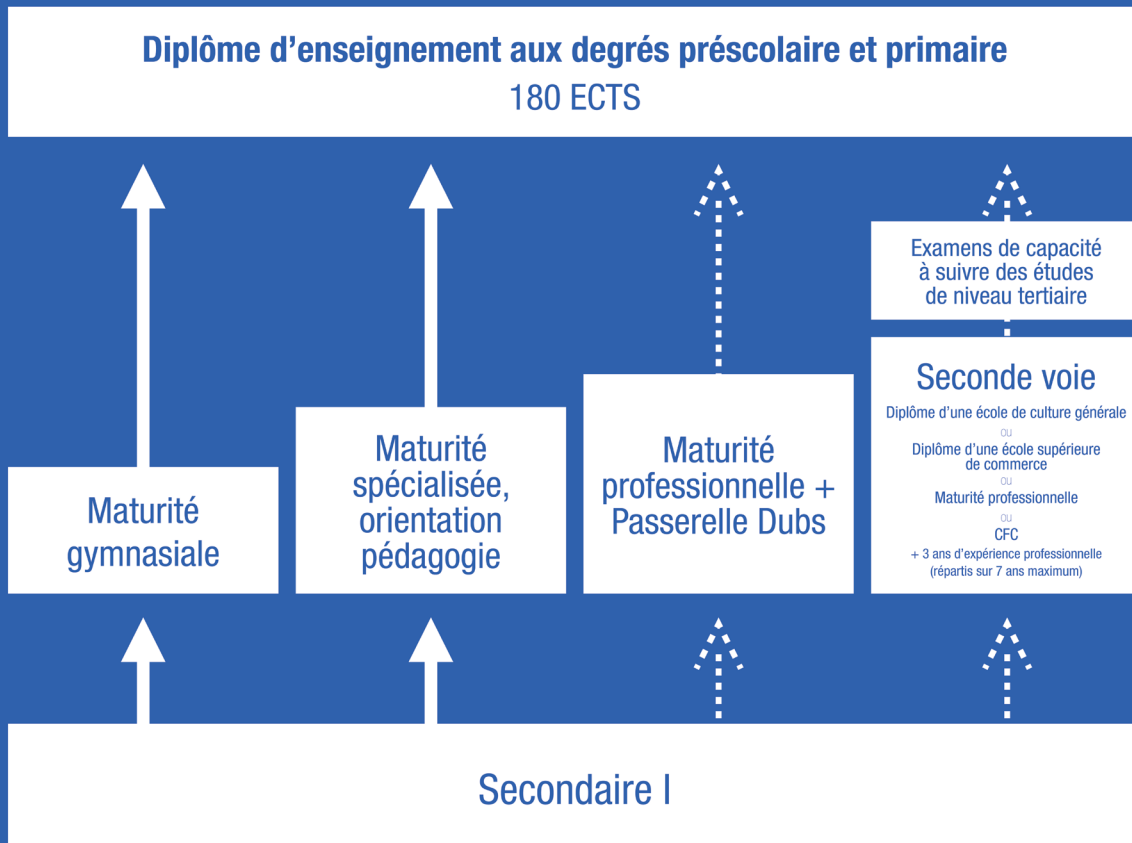 Diplôme d’enseignement aux degrés préscolaire et primaire
180 ECTS
Maturité
gymnasiale
Maturité
spécialisée,
orientation
pédagogie
Maturité
professionnelle +
Passerelle Dubs
Examens de capacité
à suivre des études
de niveau tertiaire
Seconde voie
Diplôme d’une école de culture générale
ou
Diplôme d’une école supérieure
de commerce
ou
Maturité professionnelle
ou
CFC
+ 3 ans d’expérience professionnelle
(répartis sur 7 ans maximum)
Secondaire I